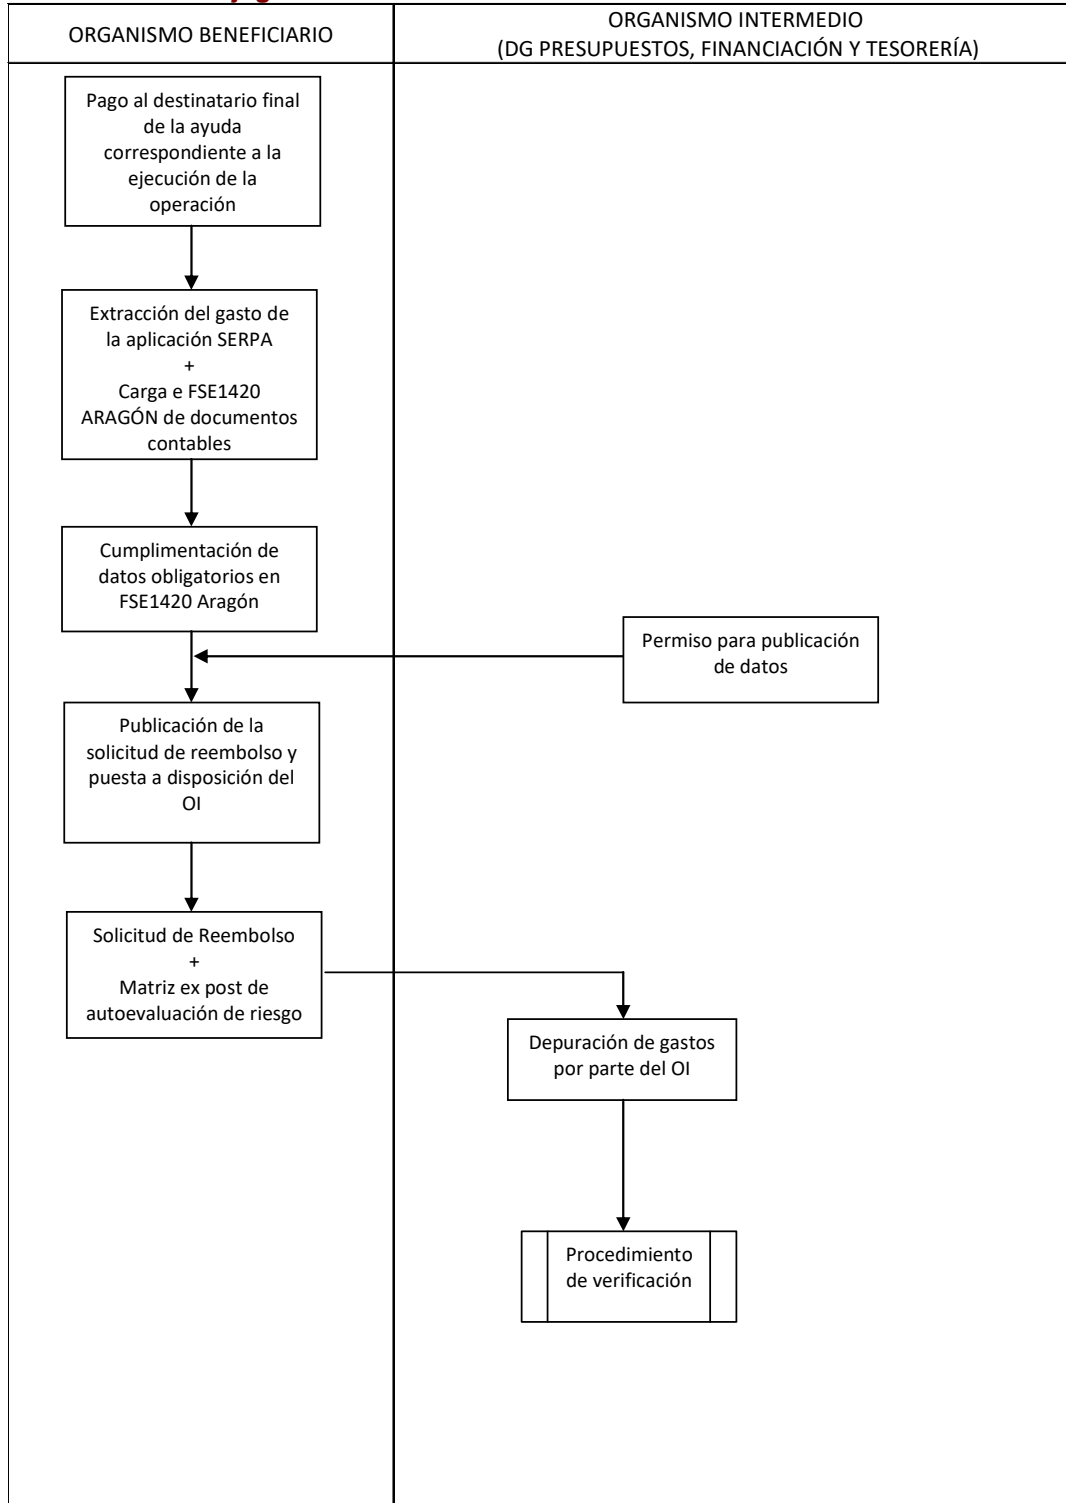 ORGANISMO BENEFICIARIO
ORGANISMO INTERMEDIO
(DG PRESUPUESTOS, FINANCIACIÓN Y TESORERÍA)
Pago al destinatario final
de la ayuda
correspondiente a la
ejecución de la
operación
Extracción del gasto de
la aplicación SERPA
+
Carga e FSE1420
ARAGÓN de documentos
contables
Cumplimentación de
datos obligatorios en
FSE1420 Aragón
Permiso para publicación
de datos
Publicación de la
solicitud de reembolso y
puesta a disposición del
OI
Solicitud de Reembolso
+
Matriz ex post de
autoevaluación de riesgo
Depuración de gastos
por parte del OI
Procedimiento
de verificación